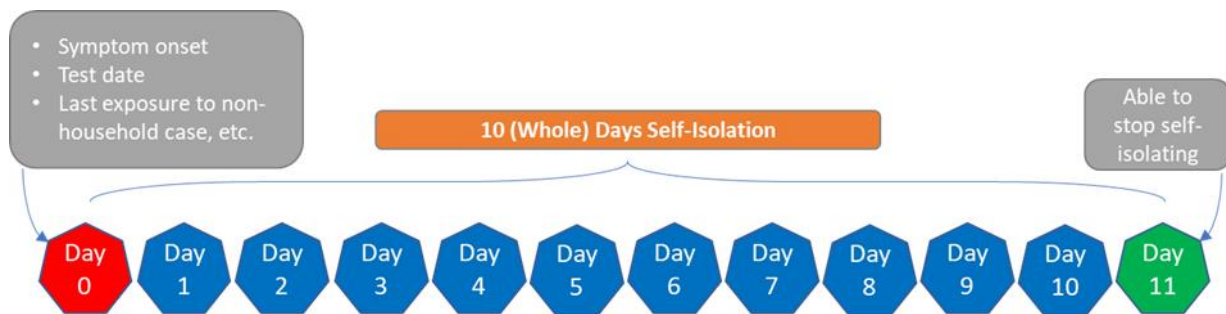 • Symptom onset
• Test date
• Last exposure to non-
household case, etc.
10 (Whole) Days Self-Isolation
Able to
stop self-
isolating
Day
0
Day
1
Day
2
Day
3
Day
4
Day
5
Day
6
Day
7
Day
8
Day
9
Day
10
Day
11